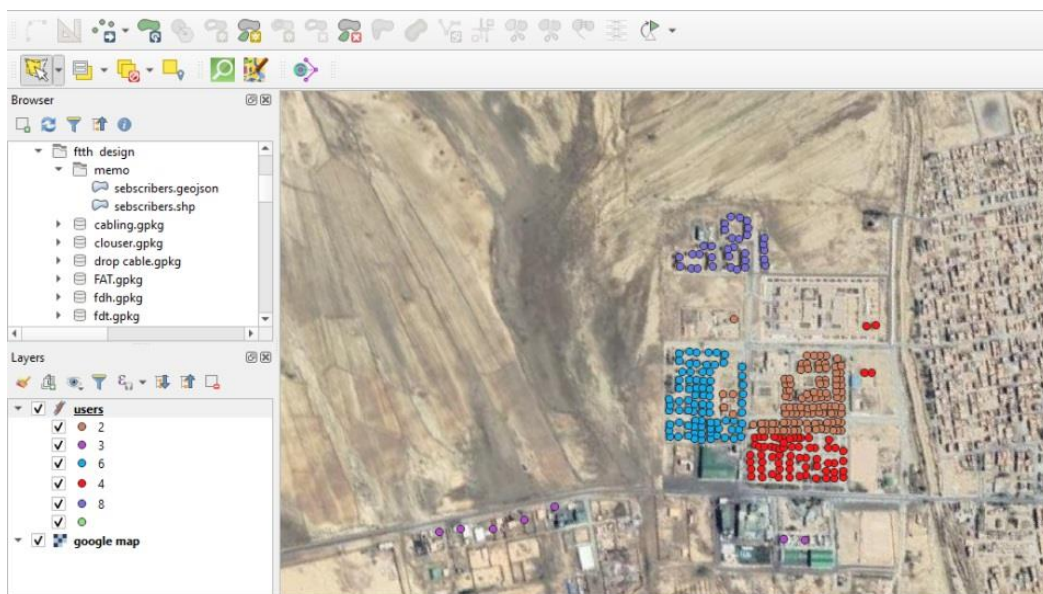 Browser
ftth design
memo
sebscribers.geojson
sebscribers.shp
cabling.gpkg
clouser.gpkg
drop cable.gpkg
FAT.gpkg
fdh.gpkg
fdt.gpkg
Layers
users
2
3
6
4
8
google map